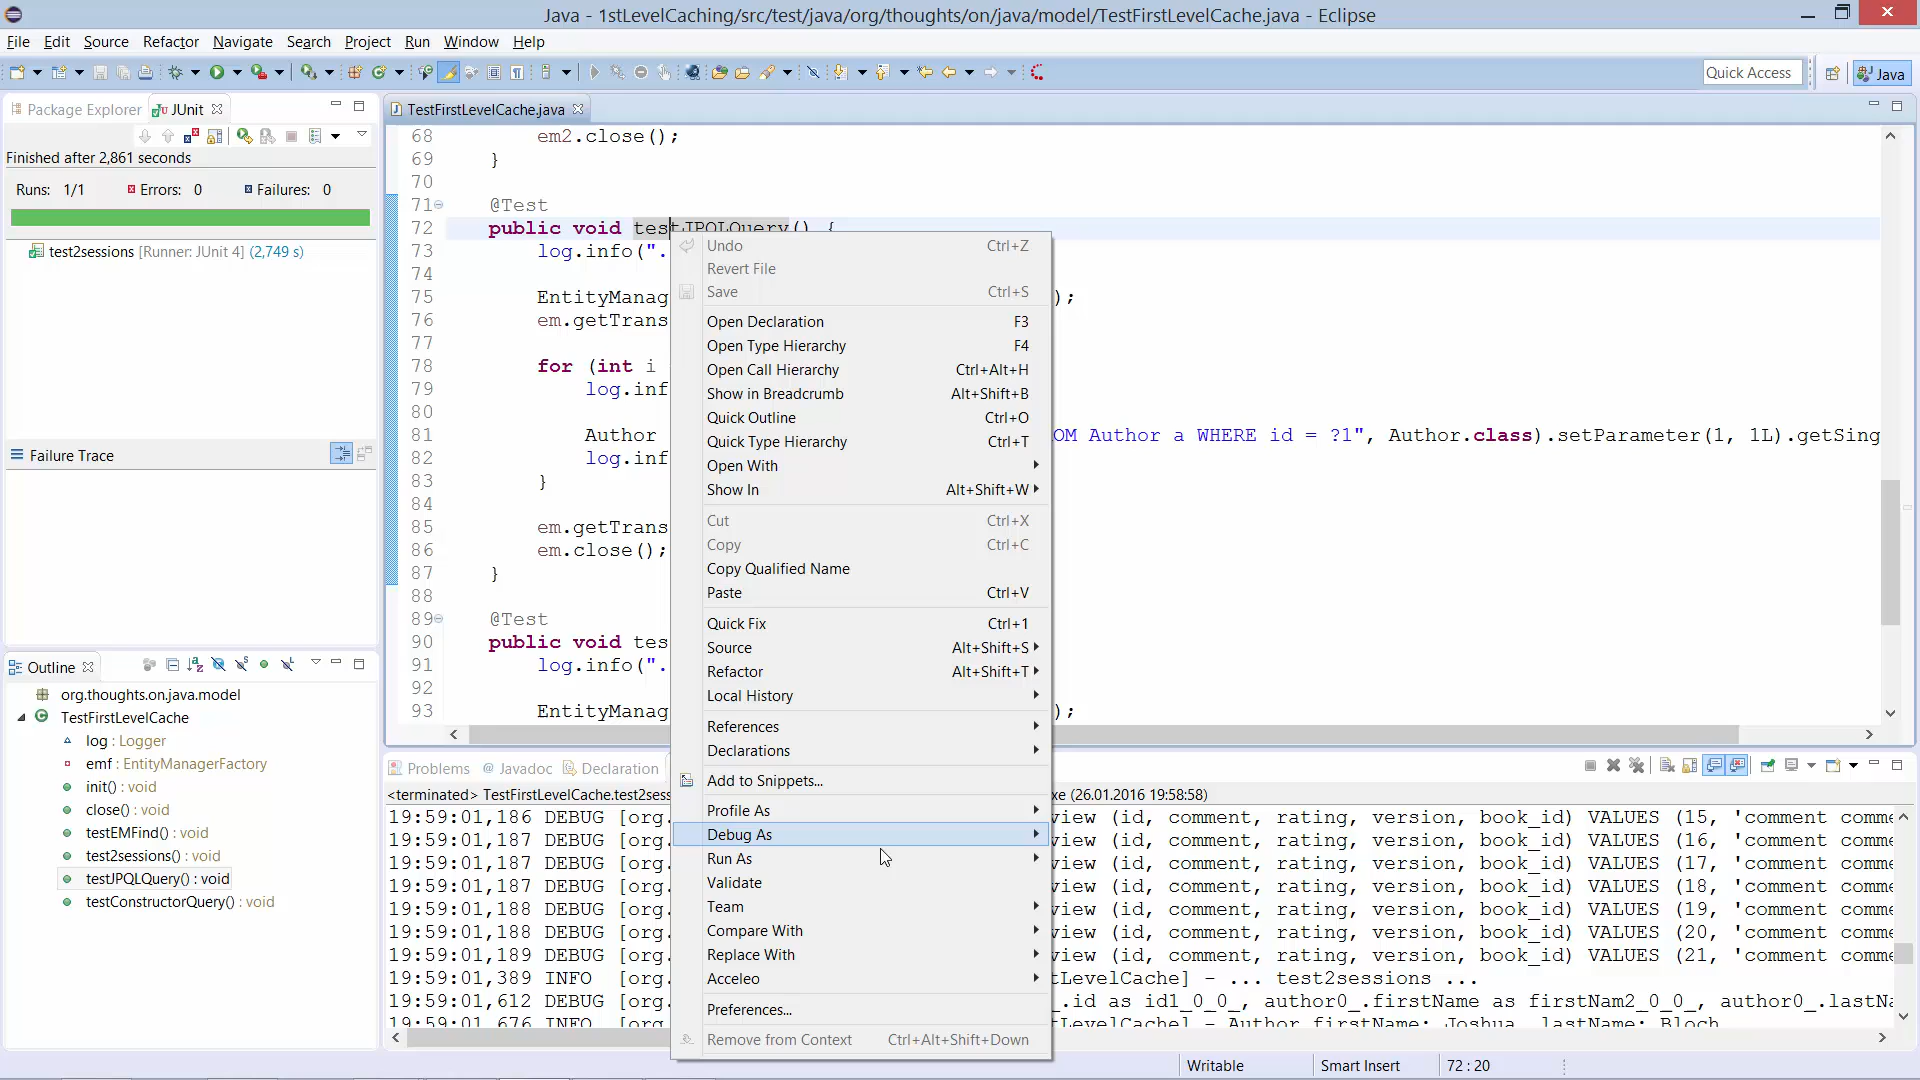 Java - 1stLevelCaching/src/test/java/org/thoughts/on/java/model/TestFirstLevelCache.java - Eclipse
File Edit Source Refactor Navigate Search Project Run Window Help
Quick Access
Java
Package Explorer
JUnit
Finished after 2,861 seconds
Runs: 1/1
Errors: 0
Failures: 0
test2sessions [Runner: JUnit 4] (2,749 s)
Failure Trace
Outline
org.thoughts.on.java.model
TestFirstLevelCache
log : Logger
emf : EntityManagerFactory
init() : void
close() : void
testEMFind() : void
test2sessions() : void
testJPQLQuery() : void
testConstructorQuery() : void
TestFirstLevelCache.java
68 em2.close();
69 }
70
71 @Test
72 public void testJPQLQuery() {
73 log.info(".
74
75 EntityManag );
76 em.getTrans
77
78 for (int i
79 log.inf
80
81 Author OM Author a WHERE id = ?1", Author.class).setParameter(1, 1L).getSing
82 log.inf
83 }
84
85 em.getTrans
86 em.close();
87 }
88
89 @Test
90 public void tes
91 log.info(".
92
93 EntityManag );
Undo Ctrl+Z
Revert File
Save Ctrl+S
Open Declaration F3
Open Type Hierarchy F4
Open Call Hierarchy Ctrl+Alt+H
Show in Breadcrumb Alt+Shift+B
Quick Outline Ctrl+O
Quick Type Hierarchy Ctrl+T
Open With
Show In Alt+Shift+W
Cut Ctrl+X
Copy Ctrl+C
Copy Qualified Name
Paste Ctrl+V
Quick Fix Ctrl+1
Source Alt+Shift+S
Refactor Alt+Shift+T
Local History
References
Declarations
Add to Snippets...
Profile As
Debug As
Run As
Validate
Team
Compare With
Replace With
Acceleo
Preferences...
Remove from Context Ctrl+Alt+Shift+Down
Problems @ Javadoc Declaration
<terminated> TestFirstLevelCache.test2sess xe (26.01.2016 19:58:58)
19:59:01,186 DEBUG [org. view (id, comment, rating, version, book_id) VALUES (15, 'comment comme
19:59:01,187 DEBUG [org. view (id, comment, rating, version, book_id) VALUES (16, 'comment comme
19:59:01,187 DEBUG [org. view (id, comment, rating, version, book_id) VALUES (17, 'comment comme
19:59:01,187 DEBUG [org. view (id, comment, rating, version, book_id) VALUES (18, 'comment comme
19:59:01,188 DEBUG [org. view (id, comment, rating, version, book_id) VALUES (19, 'comment comme
19:59:01,188 DEBUG [org. view (id, comment, rating, version, book_id) VALUES (20, 'comment comme
19:59:01,189 DEBUG [org. view (id, comment, rating, version, book_id) VALUES (21, 'comment comme
19:59:01,389 INFO [org. tLevelCache] - ... test2sessions ...
19:59:01,612 DEBUG [org. .id as id1_0_0_, author0_.firstName as firstNam2_0_0_, author0_.lastNa
19:59:01,676 INFO [org. tLevelCache] - Author firstName: Joshua, lastName: Bloch
Writable
Smart Insert
72 : 20